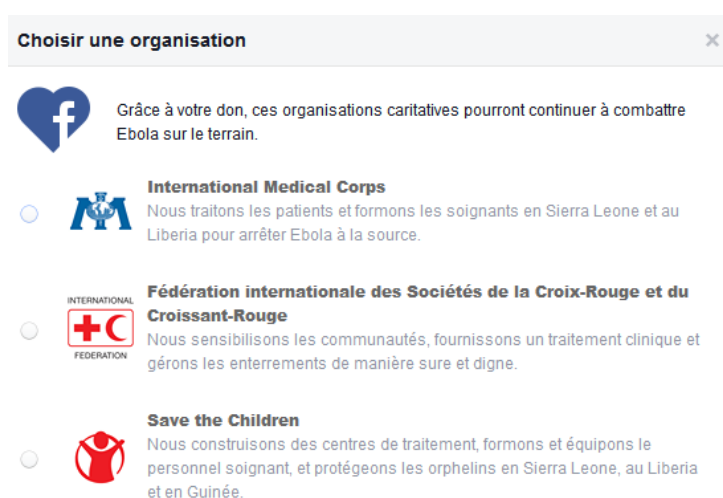 Choisir une organisation
Grâce à votre don, ces organisations caritatives pourront continuer à combattre
Ebola sur le terrain.
International Medical Corps
Nous traitons les patients et formons les soignants en Sierra Leone et au
Liberia pour arrêter Ebola à la source.
INTERNATIONAL
FEDERATION
Fédération internationale des Sociétés de la Croix-Rouge et du
Croissant-Rouge
Nous sensibilisons les communautés, fournissons un traitement clinique et
gérons les enterrements de manière sure et digne.
Save the Children
Nous construisons des centres de traitement, formons et équipons le
personnel soignant, et protégeons les orphelins en Sierra Leone, au Liberia
et en Guinée.